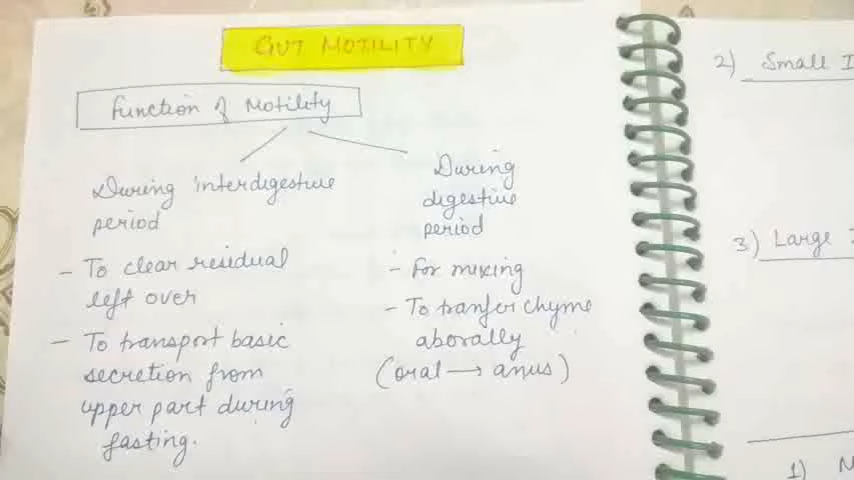 GUT MOTILITY
Function of Motility
During interdigestive
period
- To clear residual
left over
- To transport basic
secretion from
upper part during
fasting.
During
digestive
period
- For mixing
- To tranfer chyme
aborally
(oral → anus)
2) Small I
3) Large I
1)